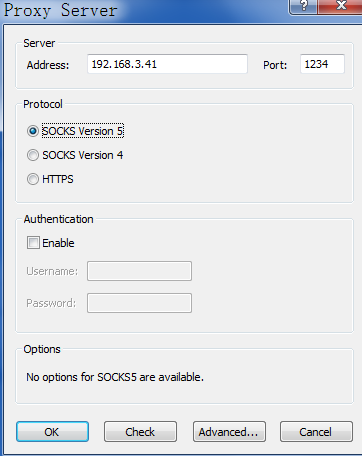 Proxy Server
Server
Address: 192.168.3.41 Port: 1234
Protocol
SOCKS Version 5
SOCKS Version 4
HTTPS
Authentication
Enable
Username:
Password:
Options
No options for SOCKS5 are available.
OK Check Advanced... Cancel